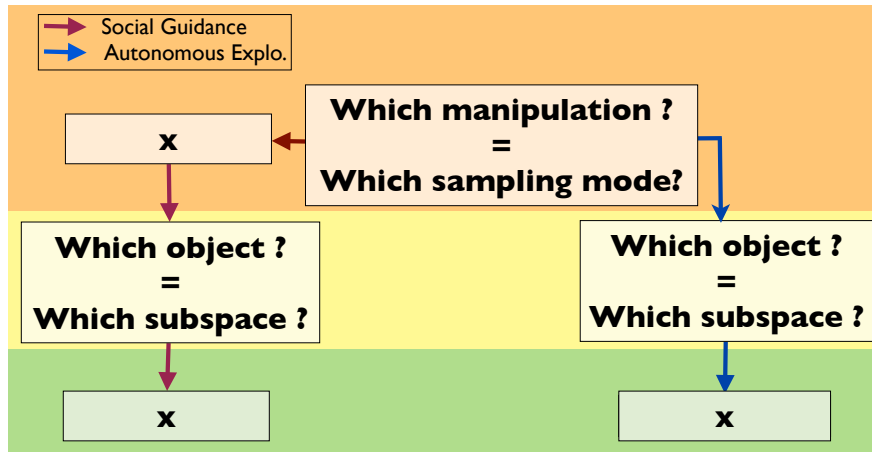 Social Guidance
Autonomous Explo.
Which manipulation ?
=
Which sampling mode?
x
Which object ?
=
Which subspace ?
Which object ?
=
Which subspace ?
x
x